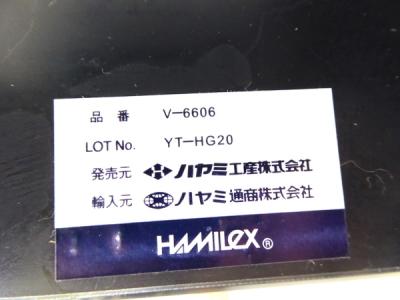 品番 V-6606
LOT No. YT-HG20
発売元 ハヤミ工産株式会社
輸入元 ハヤミ通商株式会社
HAMILEX®